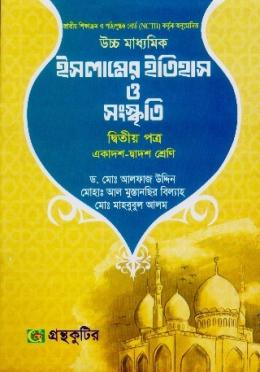 জাতীয় শিক্ষাক্রম ও পাঠ্যপুস্তক বোর্ড (NCTB) কর্তৃক অনুমোদিত
উচ্চ মাধ্যমিক
ইসলামের ইতিহাস
ও
সংস্কৃতি
দ্বিতীয় পত্র
একাদশ-দ্বাদশ শ্রেণি
ড. মোঃ আলফাজ উদ্দিন
মোহাঃ আল মুস্তানছির বিল্যাহ
মোঃ মাহবুবুল আলম
গ্রন্থকুটির